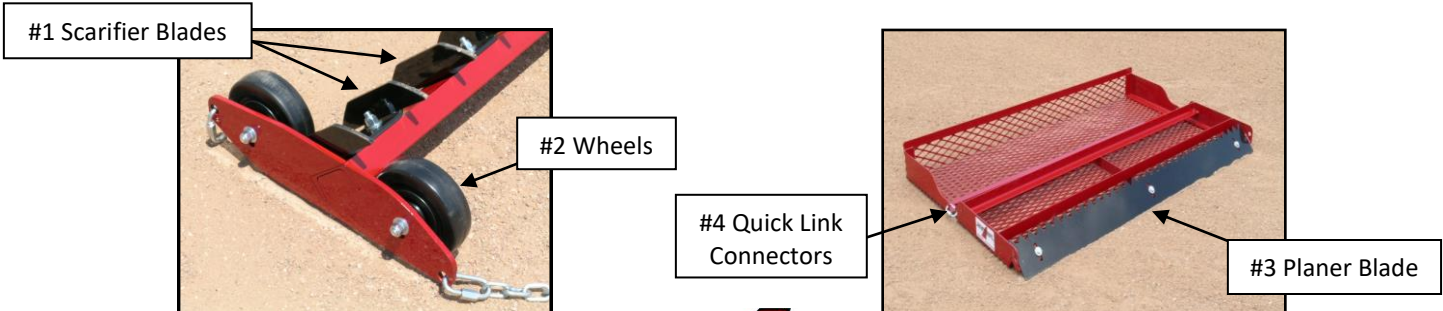 #1 Scarifier Blades
#2 Wheels
#4 Quick Link
Connectors
#3 Planer Blade